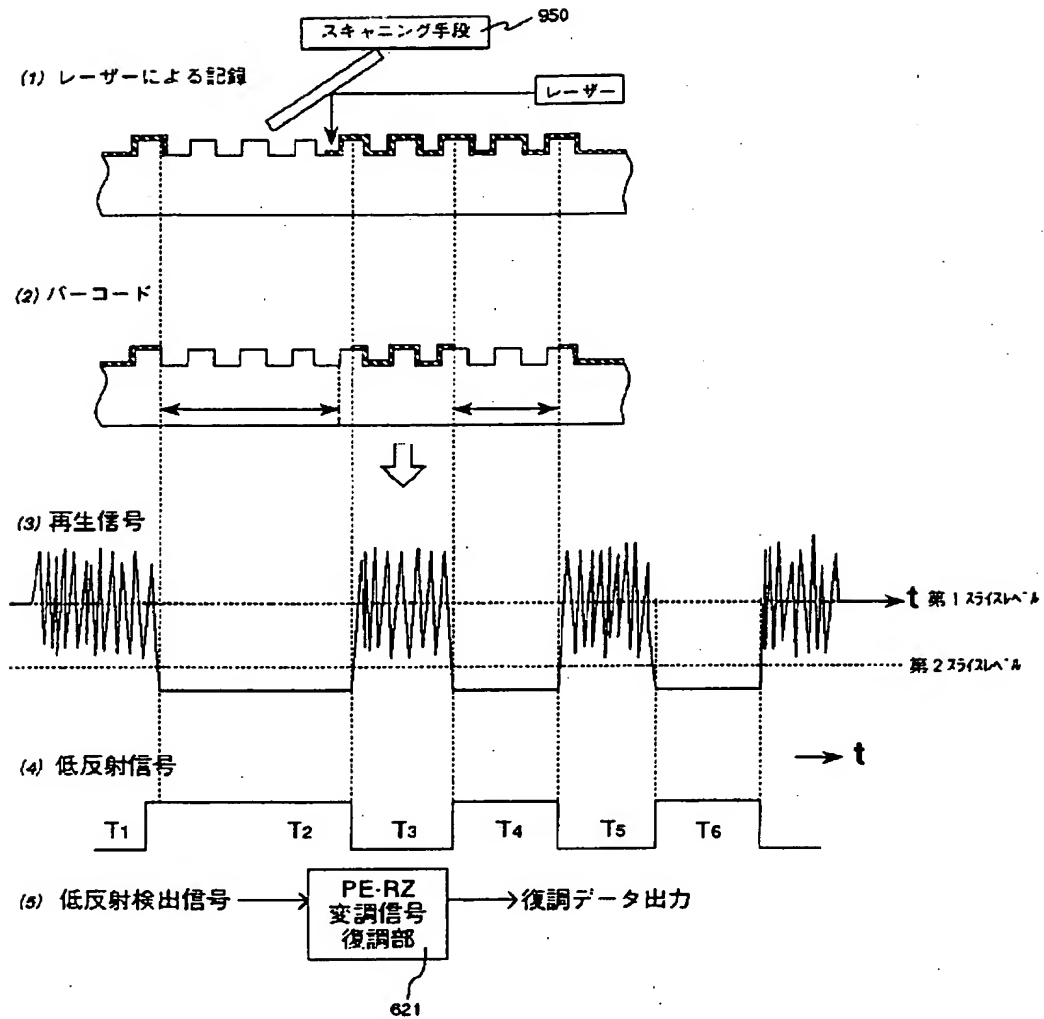 950
スキャニング手段
(1) レーザーによる記録
レーザー
(2) バーコード
(3) 再生信号
t 第1スライスレベル
第2スライスレベル
t
(4) 低反射信号
T1 T2 T3 T4 T5 T6
(5) 低反射検出信号
PE-RZ
変調信号
復調部
復調データ出力
621